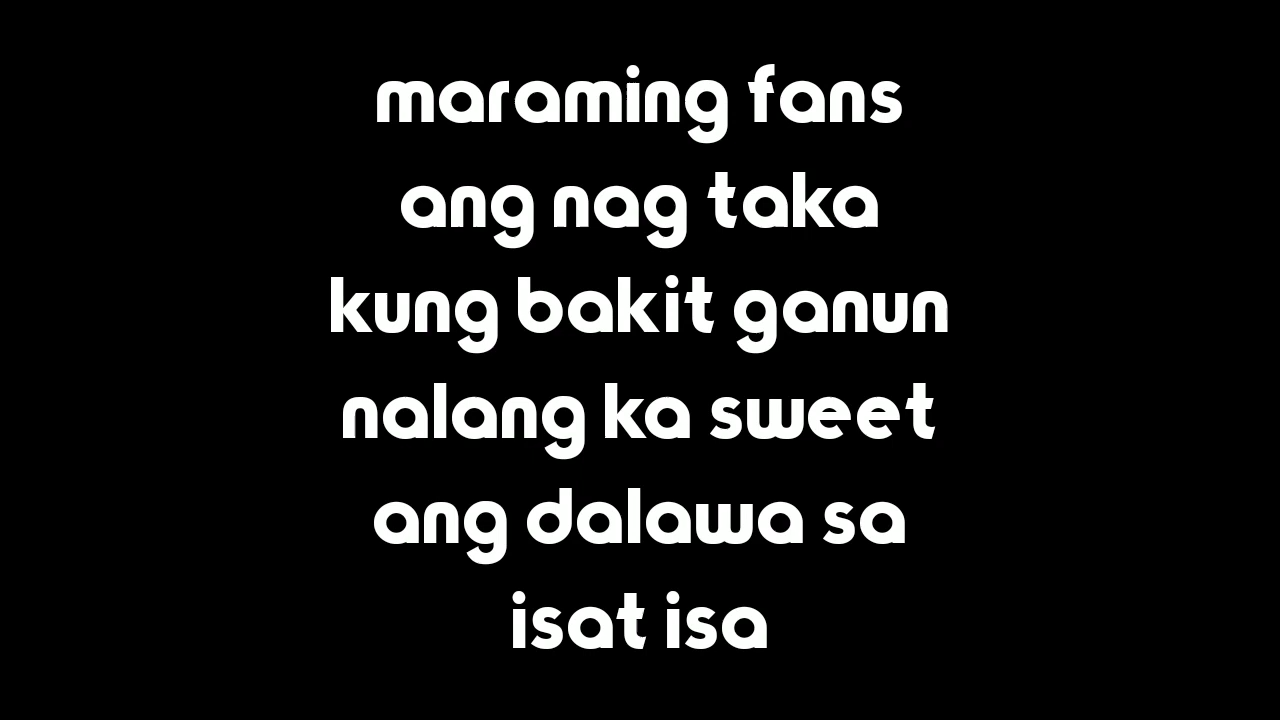 maraming fans
ang nag taka
kung bakit ganun
nalang ka sweet
ang dalawa sa
isat isa